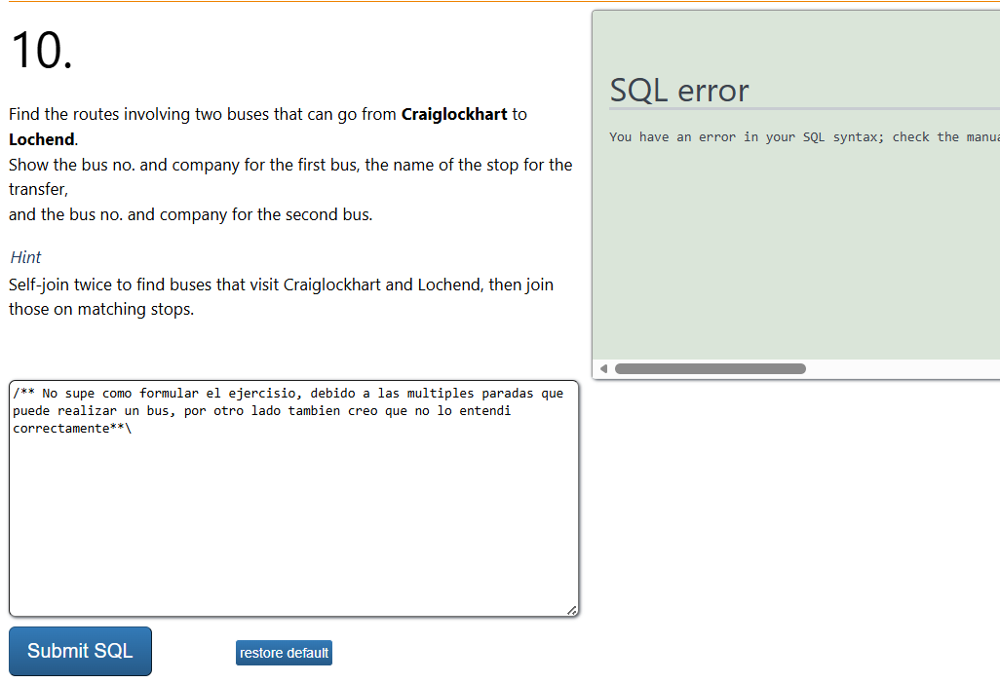 10.
Find the routes involving two buses that can go from Craiglockhart to
Lochend.
Show the bus no. and company for the first bus, the name of the stop for the
transfer,
and the bus no. and company for the second bus.
Hint
Self-join twice to find buses that visit Craiglockhart and Lochend, then join
those on matching stops.
/** No supe como formular el ejercisio, debido a las multiples paradas que
puede realizar un bus, por otro lado tambien creo que no lo entendi
correctamente**\
Submit SQL
restore default
SQL error
You have an error in your SQL syntax; check the manua